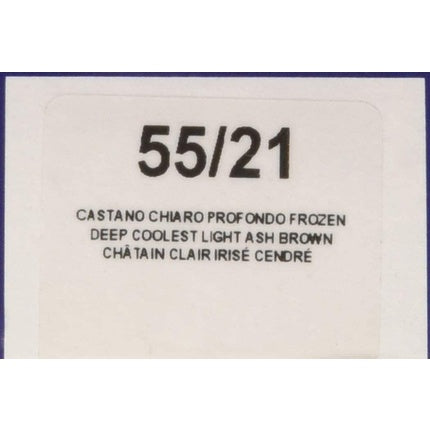 55/21
CASTANO CHIARO PROFONDO FROZEN
DEEP COOLEST LIGHT ASH BROWN
CHÂTAIN CLAIR IRISÉ CENDRÉ